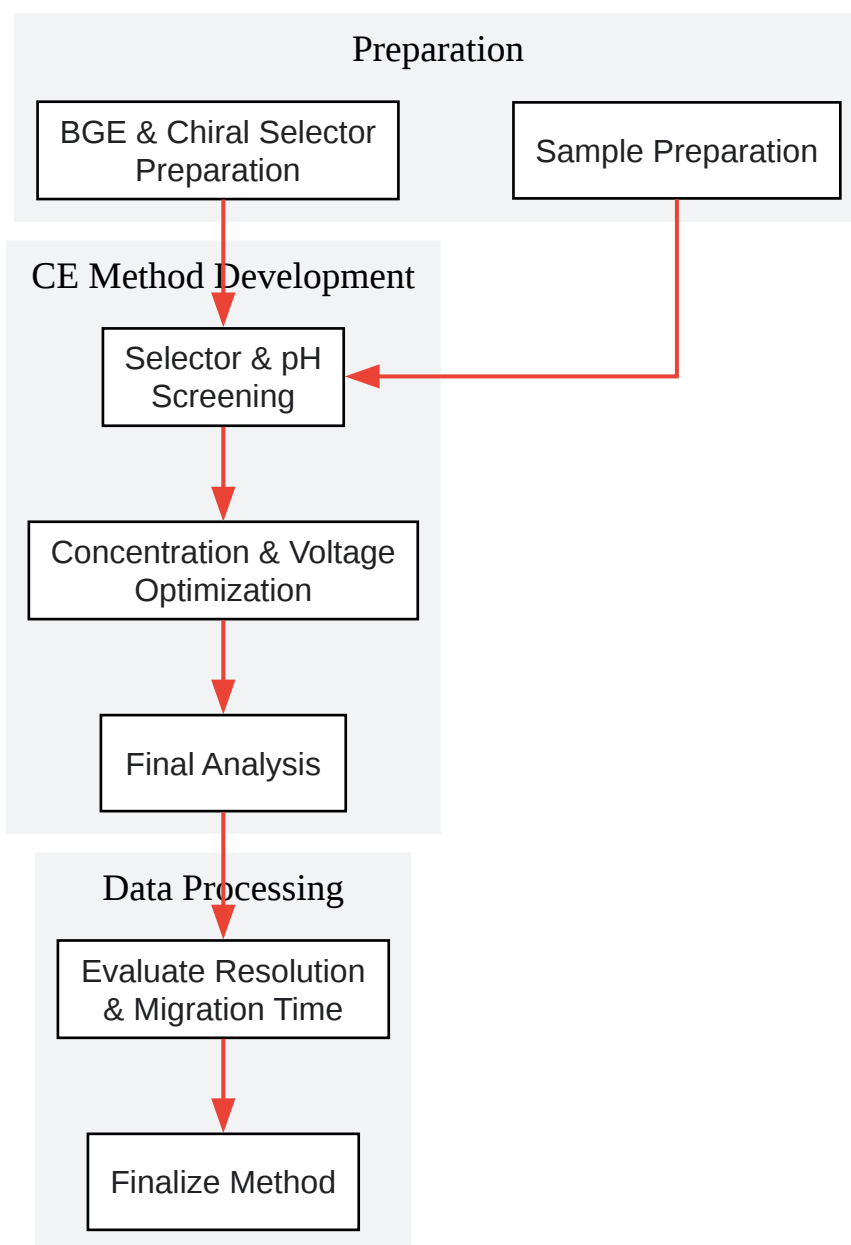 Preparation
BGE & Chiral Selector
Preparation
Sample Preparation
CE Method Development
Selector & pH
Screening
Concentration & Voltage
Optimization
Final Analysis
Data Processing
Evaluate Resolution
& Migration Time
Finalize Method